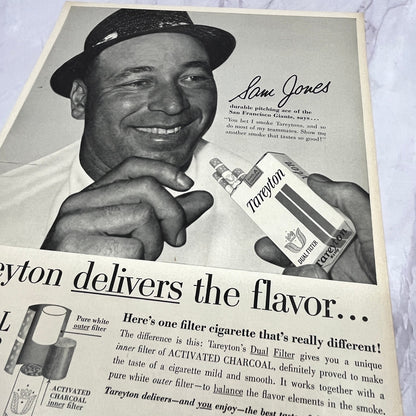 Sam Jones
durable pitching ace of the
San Francisco Giants, says...
"You bet I smoke Tareytons, and so
do most of my teammates. Show me
another smoke that tastes so good!"
Tareyton
DUAL FILTER
Tareyton
delivers the flavor...
Here's one filter cigarette that's really different!
The difference is this: Tareyton's Dual Filter gives you a unique
inner filter of ACTIVATED CHARCOAL, definitely proved to make
the taste of a cigarette mild and smooth. It works together with a
pure white outer filter—to balance the flavor elements in the smoke.
Tareyton delivers—and you enjoy—the best taste
Pure white
outer filter
ACTIVATED
CHARCOAL
inner filter